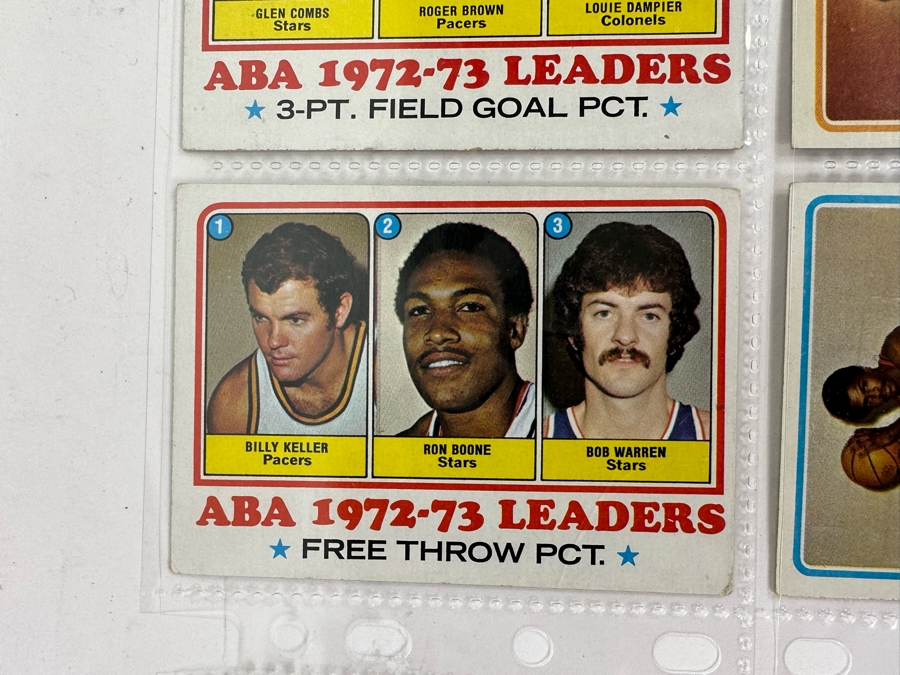 GLEN COMBS
Stars
ROGER BROWN
Pacers
LOUIE DAMPIER
Colonels
ABA 1972-73 LEADERS
★ 3-PT. FIELD GOAL PCT. ★
1
2
3
BILLY KELLER
Pacers
RON BOONE
Stars
BOB WARREN
Stars
ABA 1972-73 LEADERS
★ FREE THROW PCT. ★